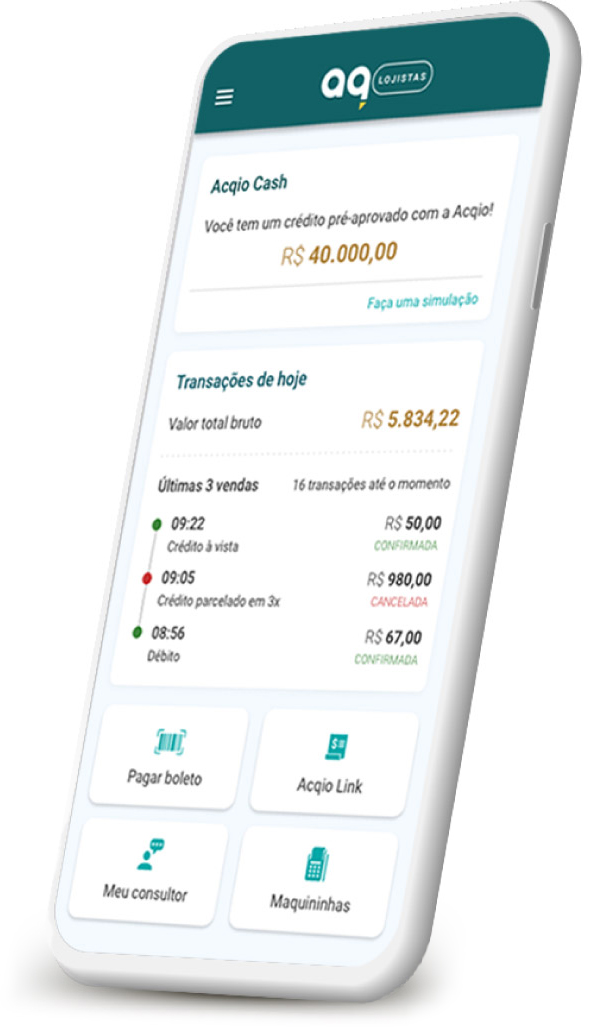 aq LOJISTAS
Acqio Cash
Você tem um crédito pré-aprovado com a Acqio!
R$ 40.000,00
Faça uma simulação
Transações de hoje
Valor total bruto R$ 5.834,22
Últimas 3 vendas 16 transações até o momento
09:22 R$ 50,00
Crédito à vista CONFIRMADA
09:05 R$ 980,00
Crédito parcelado em 3x CANCELADA
08:56 R$ 67,00
Débito CONFIRMADA
Pagar boleto Acqio Link
Meu consultor Maquininhas